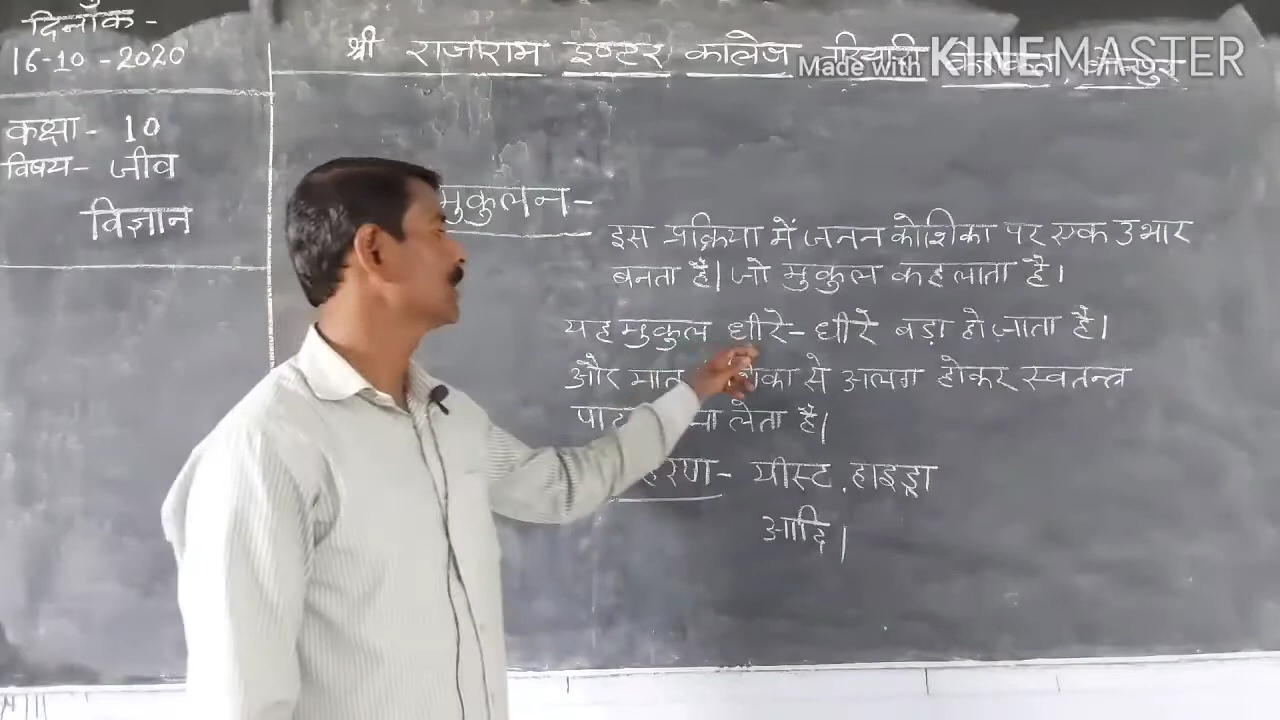 दिनाँक -
16-10-2020
कक्षा- 10
विषय- जीव
विज्ञान
श्री राजाराम इण्टर कालेज
Made with KINEMASTER
मुकुलन-
इस प्रक्रिया में जनन कोशिका पर एक उभार
बनता है। जो मुकुल कहलाता है।
यह मुकुल धीरे-धीरे बड़ा हो जाता है।
और से अलग होकर स्वतन्त्र
लेता है।
यीस्ट, हाइड्रा
आदि।